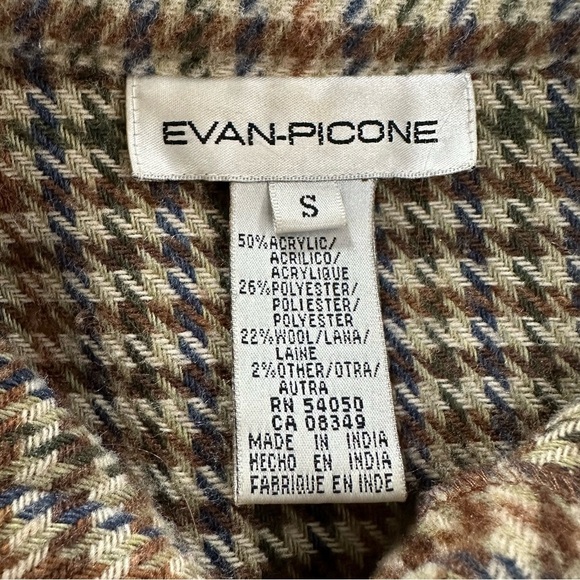 EVAN-PICONE
S
50%ACRYLIC/
ACRILICO/
ACRYLIQUE
26%POLYESTER/
POLIESTER/
POLYESTER
22%WOOL/LANA/
LAINE
2%OTHER/OTRA/
AUTRA
RN 54050
CA 08349
MADE IN INDIA
HECHO EN INDIA
FABRIQUE EN INDE